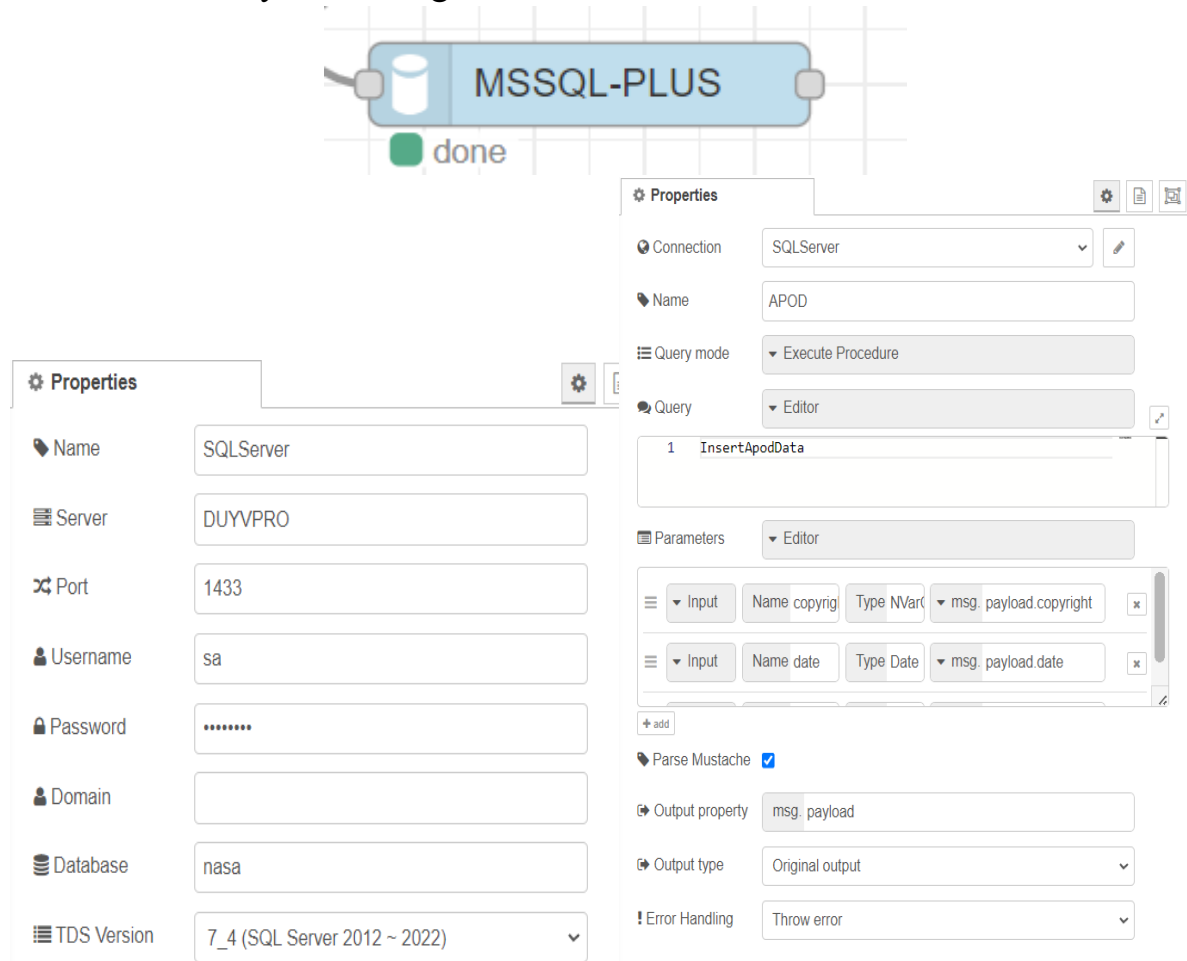 MSSQL-PLUS
done
Properties
Name SQLServer
Server DUYVPRO
Port 1433
Username sa
Password ••••••••
Domain
Database nasa
TDS Version 7_4 (SQL Server 2012 ~ 2022)
Properties
Connection SQLServer
Name APOD
Query mode Execute Procedure
Query Editor
1 InsertApodData
Parameters Editor
Input Name copyrig Type NVar msg. payload.copyright x
Input Name date Type Date msg. payload.date x
+ add
Parse Mustache
Output property msg. payload
Output type Original output
! Error Handling Throw error